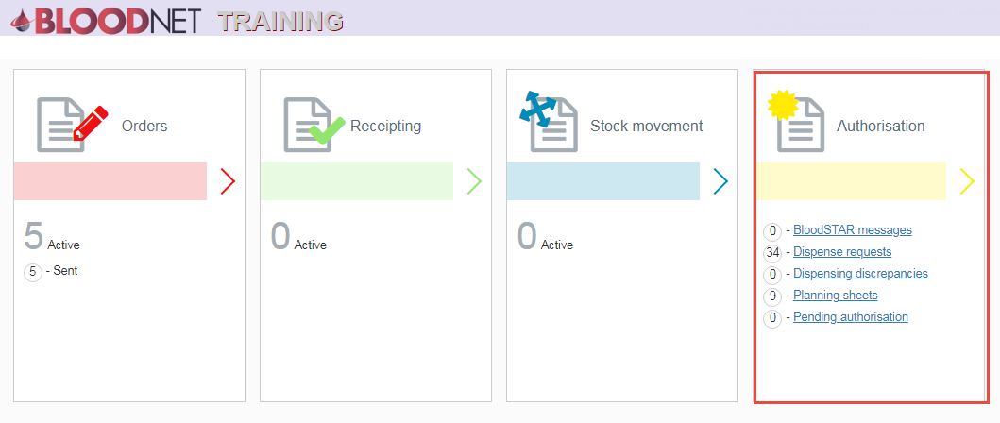 BLOODNET TRAINING
Orders
5 Active
5 - Sent
Receipting
0 Active
Stock movement
0 Active
Authorisation
0 - BloodSTAR messages
34 - Dispense requests
0 - Dispensing discrepancies
9 - Planning sheets
0 - Pending authorisation